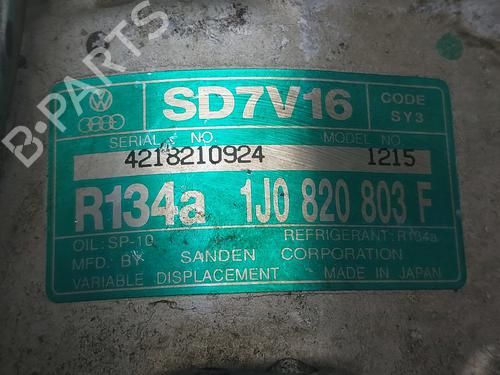 B-PARTS
SD7V16
CODE
SY3
SERIAL NO.
MODEL NO.
4218210924
1215
R134a
1J0 820 803 F
OIL: SP-10
REFRIGERANT: R134a
MFD. BY SANDEN CORPORATION
VARIABLE DISPLACEMENT
MADE IN JAPAN